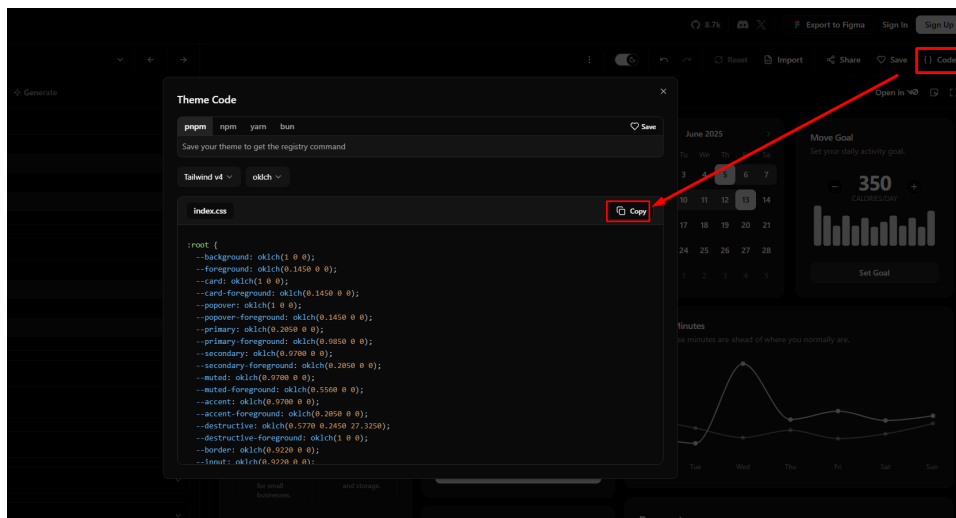 8.7k Export to Figma Sign In Sign Up
Reset Import Share Save {} Code
Generate
Open in v0
Theme Code
pnpm npm yarn bun Save
Save your theme to get the registry command
Tailwind v4 oklch
index.css Copy
:root {
--background: oklch(1 0 0);
--foreground: oklch(0.1450 0 0);
--card: oklch(1 0 0);
--card-foreground: oklch(0.1450 0 0);
--popover: oklch(1 0 0);
--popover-foreground: oklch(0.1450 0 0);
--primary: oklch(0.2050 0 0);
--primary-foreground: oklch(0.9850 0 0);
--secondary: oklch(0.9700 0 0);
--secondary-foreground: oklch(0.2050 0 0);
--muted: oklch(0.9700 0 0);
--muted-foreground: oklch(0.5560 0 0);
--accent: oklch(0.9700 0 0);
--accent-foreground: oklch(0.2050 0 0);
--destructive: oklch(0.5770 0.2450 27.3250);
--destructive-foreground: oklch(1 0 0);
--border: oklch(0.9220 0 0);
--input: oklch(0.9220 0 0);
June 2025
Tu We Th Sa
3 4 5 6 7
10 11 12 13 14
17 18 19 20 21
24 25 26 27 28
1 2 3 4 5
Move Goal
Set your daily activity goal.
350
CALORIES/DAY
Set Goal
Minutes
minutes are ahead of where you normally are.
Tue Wed Thu Fri Sat Sun
for small
businesses.
and storage.